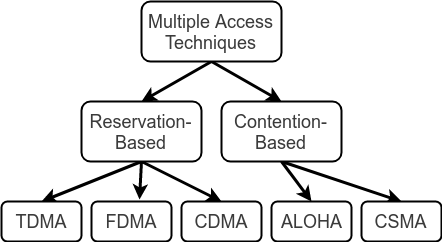 Multiple Access
Techniques
Reservation-
Based
Contention-
Based
TDMA
FDMA
CDMA
ALOHA
CSMA